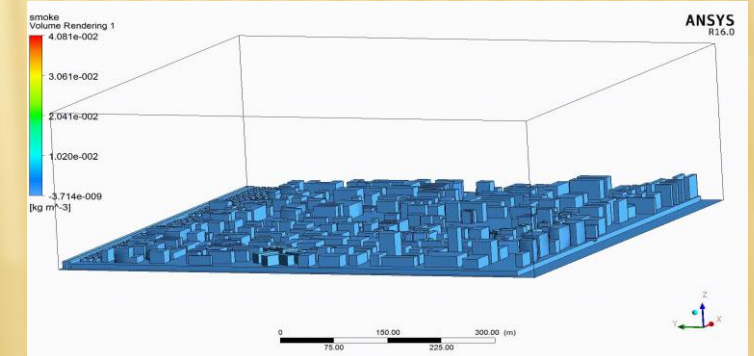 smoke
Volume Rendering 1
4.081e-002
3.061e-002
2.041e-002
1.020e-002
-3.714e-009
[kg m^-3]
ANSYS
R16.0
0 150.00 300.00 (m)
75.00 225.00
Z
Y X